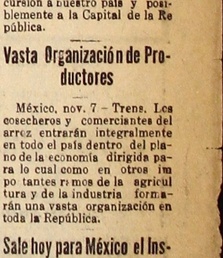 cursión a nuestro país y posi-
blemente a la Capital de la Re
pública.
Vasta Organización de Pro-
ductores
México, nov. 7 - Trens. Los
cosecheros y comerciantes del
arroz entrarán integralmente
en todo el país dentro del pla-
no de la economía dirigida pa-
ra lo cual como en otros im
po tantes ramos de la agricul
tura y de la industria forma-
rán una vasta organización en
toda la República.
Sale hoy para México el Ins-